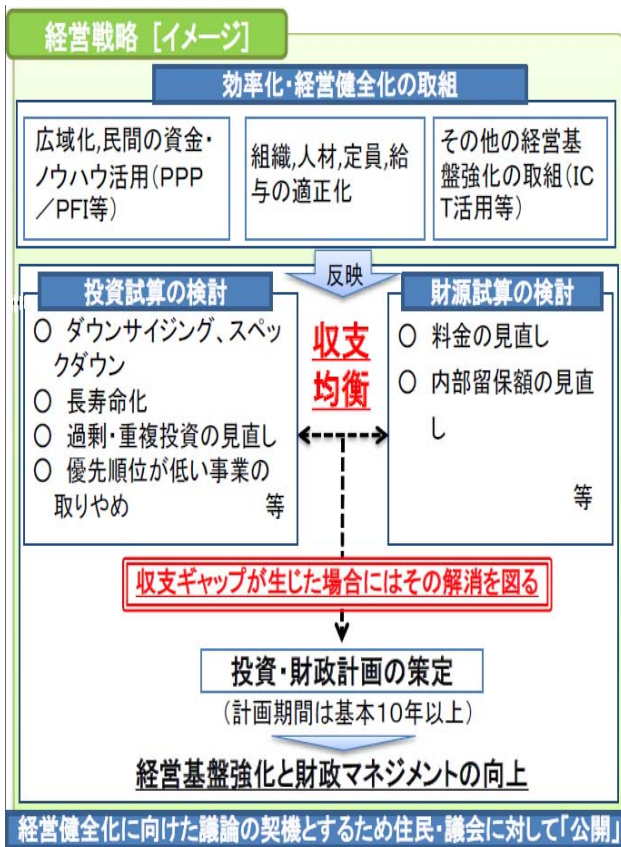 経営戦略 [イメージ]
効率化・経営健全化の取組
広域化,民間の資金・
ノウハウ活用(PPP
/PFI等)
組織,人材,定員,給
与の適正化
その他の経営基
盤強化の取組(IC
T活用等)
反映
投資試算の検討
○ ダウンサイジング、スペッ
クダウン
○ 長寿命化
○ 過剰・重複投資の見直し
○ 優先順位が低い事業の
取りやめ 等
収支
均衡
財源試算の検討
○ 料金の見直し
○ 内部留保額の見直
し
等
収支ギャップが生じた場合にはその解消を図る
投資・財政計画の策定
(計画期間は基本10年以上)
経営基盤強化と財政マネジメントの向上
経営健全化に向けた議論の契機とするため住民・議会に対して「公開」